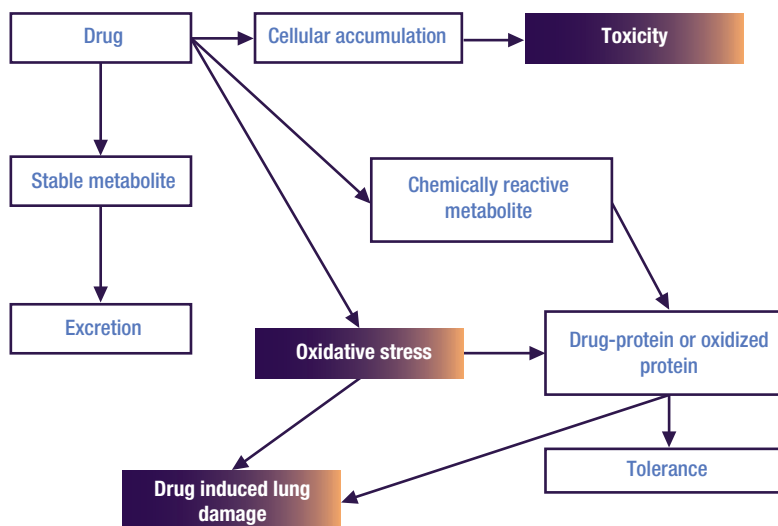 Drug
Cellular accumulation
Toxicity
Stable metabolite
Chemically reactive
metabolite
Excretion
Oxidative stress
Drug-protein or oxidized
protein
Drug induced lung
damage
Tolerance